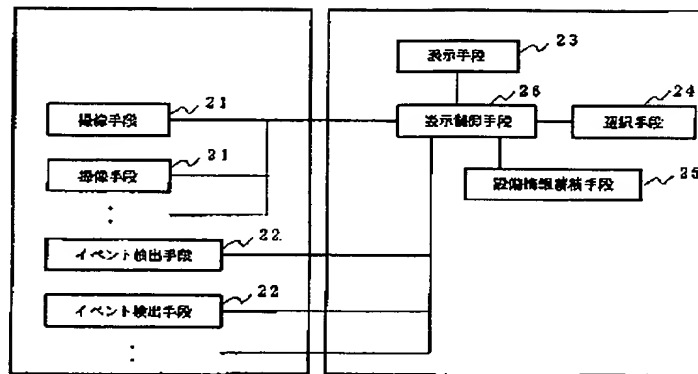 表示手段
23
撮像手段
21
表示制御手段
26
選択手段
24
撮像手段
21
設備情報蓄積手段
25
イベント検出手段
22
イベント検出手段
22